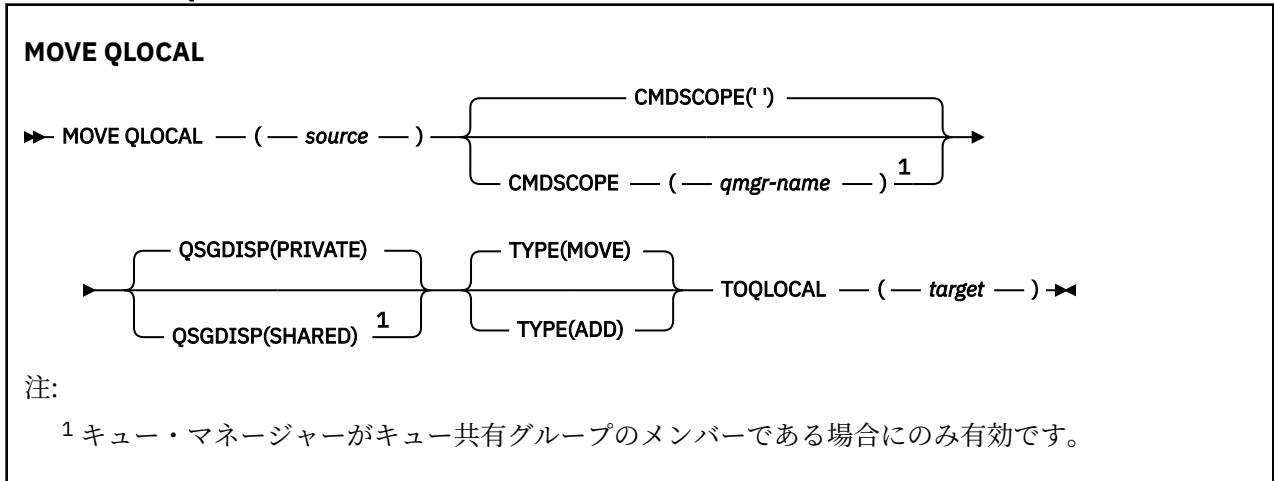 MOVE QLOCAL
CMDSCOPE(' ')
MOVE QLOCAL ( source )
CMDSCOPE ( qmgr-name ) 1
QSGDISP(PRIVATE) TYPE(MOVE)
TOQLOCAL ( target )
QSGDISP(SHARED) 1 TYPE(ADD)
注:
1 キュー・マネージャーがキュー共有グループのメンバーである場合にのみ有効です。